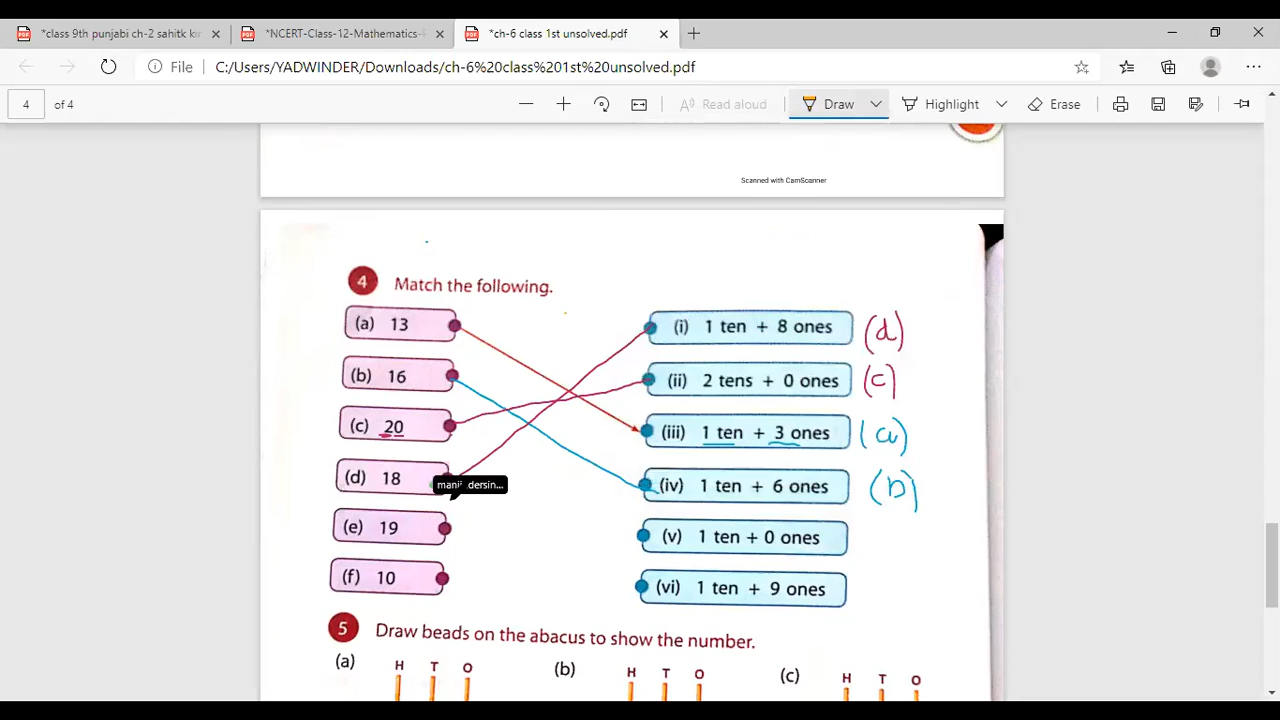 *class 9th punjabi ch-2 sahitk ki
*NCERT-Class-12-Mathematics-
*ch-6 class 1st unsolved.pdf
File C:/Users/YADWINDER/Downloads/ch-6%20class%201st%20unsolved.pdf
4 of 4
Read aloud
Draw
Highlight
Erase
Scanned with CamScanner
4 Match the following.
(a) 13
(i) 1 ten + 8 ones (d)
(b) 16
(ii) 2 tens + 0 ones (c)
(c) 20
(iii) 1 ten + 3 ones (a)
(d) 18
(iv) 1 ten + 6 ones (b)
(e) 19
(v) 1 ten + 0 ones
(f) 10
(vi) 1 ten + 9 ones
5 Draw beads on the abacus to show the number.
(a) H T O
(b) H T O
(c) H T O